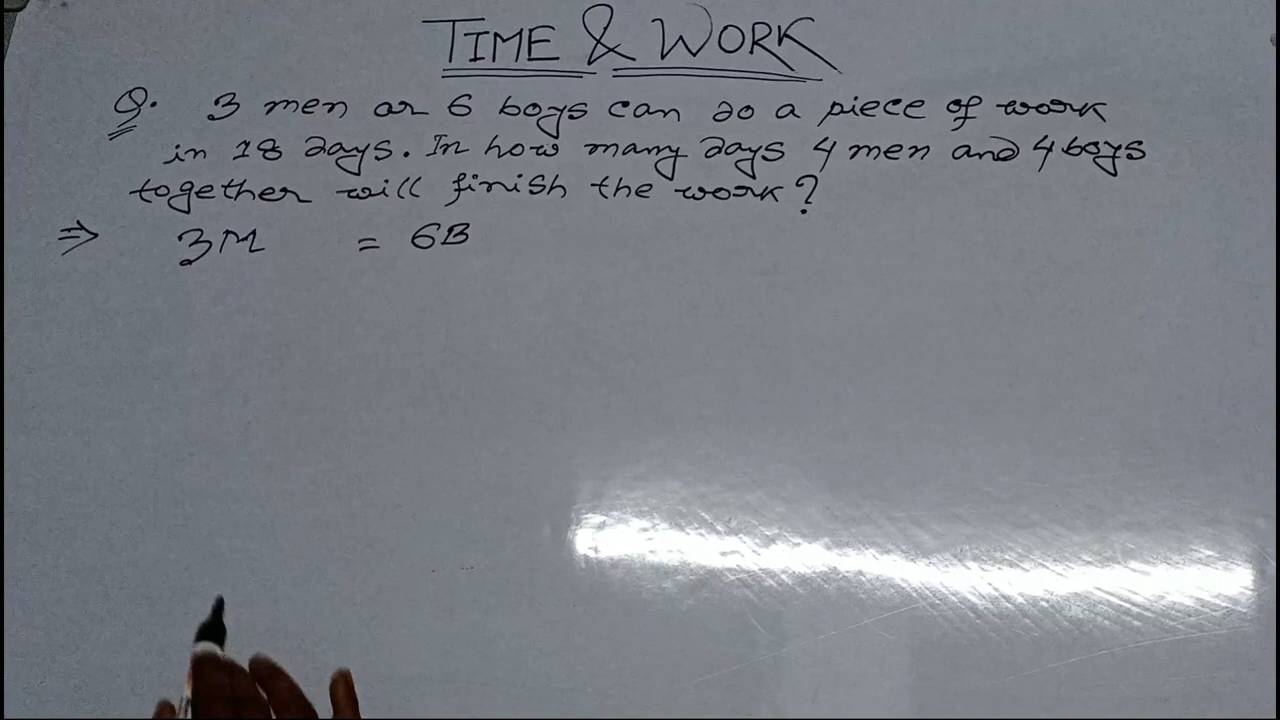 TIME & WORK
Q. 3 men or 6 boys can do a piece of work
in 18 days. In how many days 4 men and 4 boys
together will finish the work?
⇒ 3M = 6B